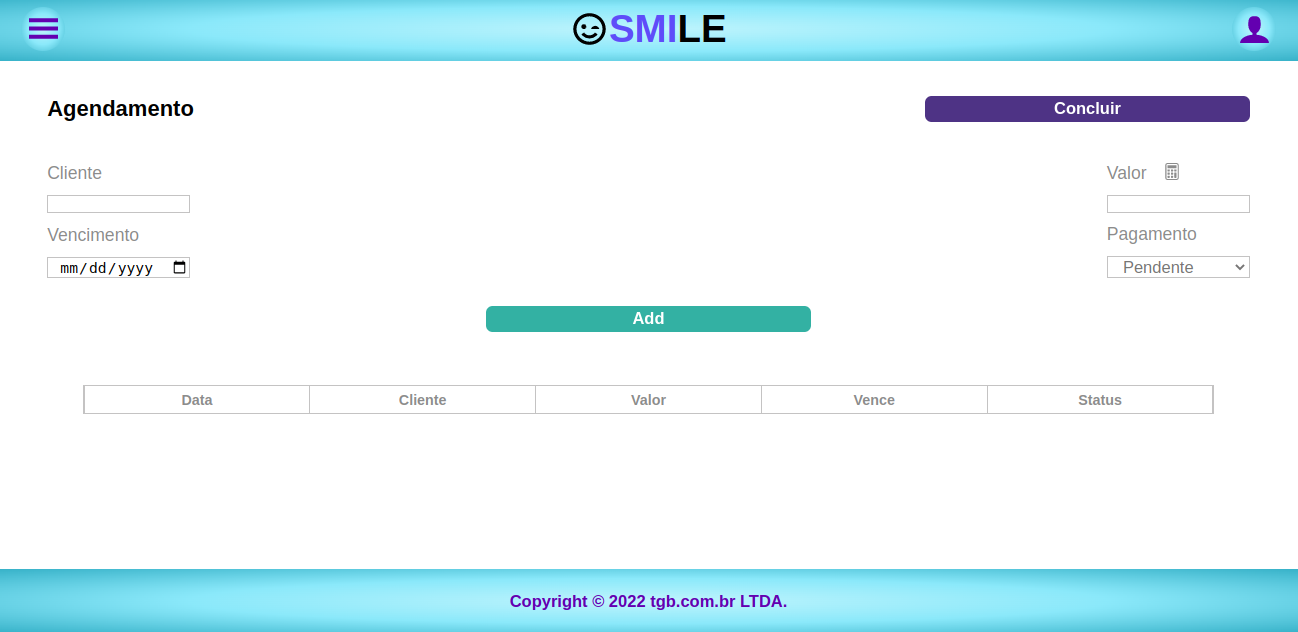 SMILE
Agendamento
Concluir
Cliente
Valor
Vencimento
Pagamento
mm/dd/yyyy
Pendente
Add
Data Cliente Valor Vence Status
Copyright © 2022 tgb.com.br LTDA.